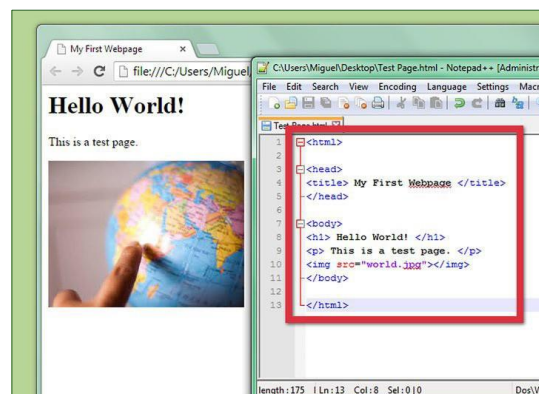 My First Webpage
file:///C:/Users/Miguel
Hello World!
This is a test page.
C:\Users\Miguel\Desktop\Test Page.html - Notepad++ [Administr
File Edit Search View Encoding Language Settings Macr
Test Page.html
1 <html>
2
3 <head>
4 <title> My First Webpage </title>
5 </head>
6
7 <body>
8 <h1> Hello World! </h1>
9 <p> This is a test page. </p>
10 <img src="world.jpg"></img>
11 </body>
12
13 </html>
length : 175 Ln : 13 Col : 8 Sel : 0 | 0 Dos\W